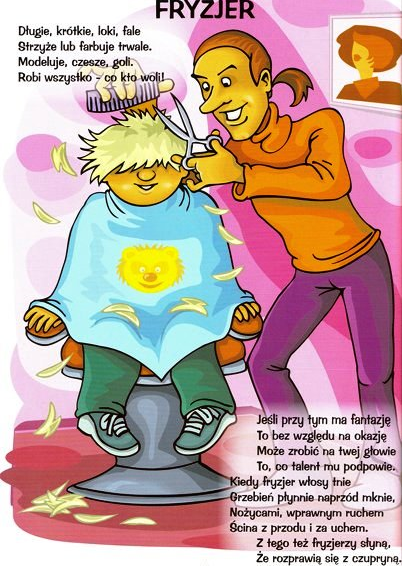 FRYZJER
Długie, krótkie, loki, fale
Strzyże lub farbuje trwale.
Modeluje, czesze, goli.
Robi wszystko – co kto woli!
Jeśli przy tym ma fantazję
To bez względu na okazję
Może zrobić na twej głowie
To, co talent mu podpowie.
Kiedy fryzjer włosy tnie
Grzebień płynnie naprzód mknie,
Nożycami, wprawnym ruchem
Ścina z przodu i za uchem.
Z tego też fryzjerzy słyną,
Że rozprawią się z czupryną.